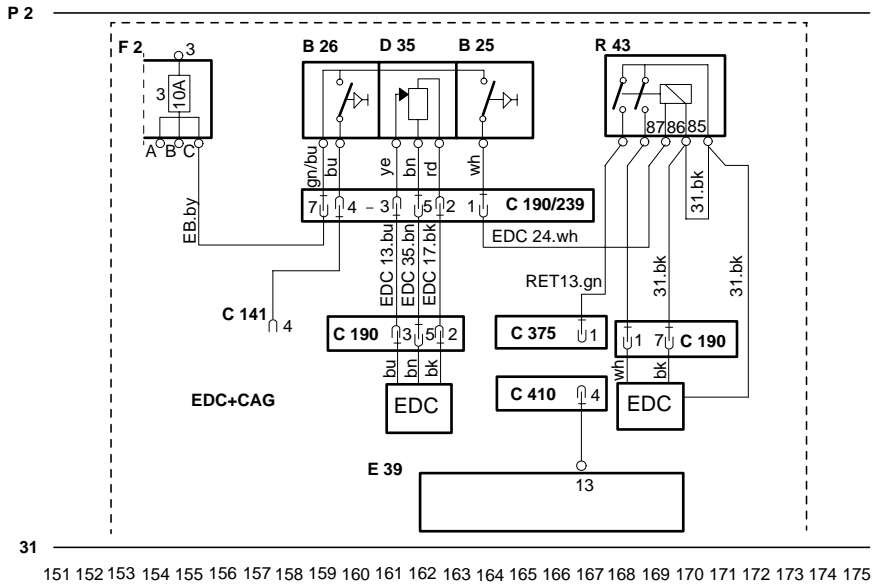 P 2
F 2
3
B 26
D 35
B 25
R 43
3
10A
A
B
C
87
86
85
gn/bu
bu
ye
bn
rd
wh
7
4
–
3
5
2
1
C 190/239
31.bk
EB.by
EDC 13.bu
EDC 35.bn
EDC 17.bk
EDC 24.wh
RET13.gn
31.bk
31.bk
C 141
4
C 190
3
5
2
C 375
1
1
7
C 190
bu
bn
bk
wh
bk
EDC+CAG
EDC
C 410
4
EDC
E 39
13
31
151 152 153 154 155 156 157 158 159 160 161 162 163 164 165 166 167 168 169 170 171 172 173 174 175